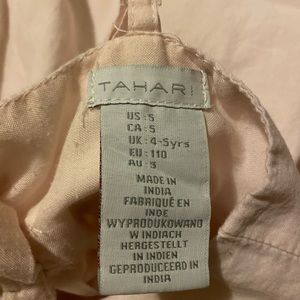 TAHARI
US : 5
CA : 5
UK : 4-5yrs
EU : 110
AU : 5
MADE IN
INDIA
FABRIQUÉ EN
INDE
WYPRODUKOWANO
W INDIACH
HERGESTELLT
IN INDIEN
GEPRODUCEERD IN
INDIA